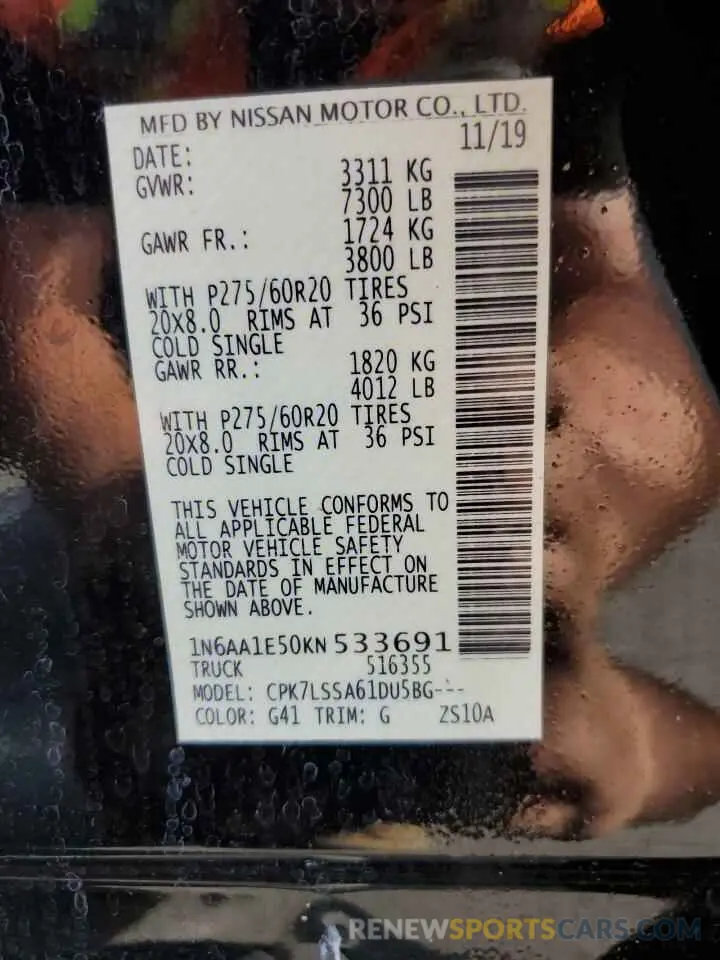 MFD BY NISSAN MOTOR CO., LTD.
DATE: 11/19
GVWR: 3311 KG
7300 LB
GAWR FR.: 1724 KG
3800 LB
WITH P275/60R20 TIRES
20X8.0 RIMS AT 36 PSI
COLD SINGLE
GAWR RR.: 1820 KG
4012 LB
WITH P275/60R20 TIRES
20X8.0 RIMS AT 36 PSI
COLD SINGLE
THIS VEHICLE CONFORMS TO
ALL APPLICABLE FEDERAL
MOTOR VEHICLE SAFETY
STANDARDS IN EFFECT ON
THE DATE OF MANUFACTURE
SHOWN ABOVE.
1N6AA1E50KN533691
TRUCK 516355
MODEL: CPK7LSSA61DU5BG---
COLOR: G41 TRIM: G ZS10A
RENEWSPORTSCARS.COM